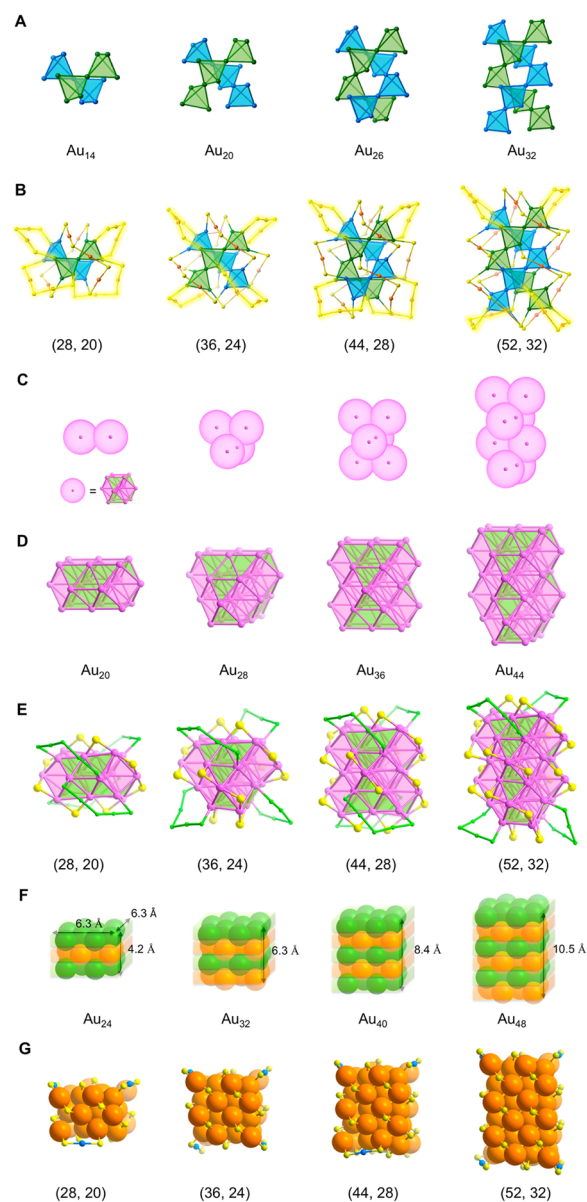 A
Au14 Au20 Au26 Au32
B
(28, 20) (36, 24) (44, 28) (52, 32)
C
=
D
Au20 Au28 Au36 Au44
E
(28, 20) (36, 24) (44, 28) (52, 32)
F
6.3 Å 6.3 Å 4.2 Å 6.3 Å 8.4 Å 10.5 Å
Au24 Au32 Au40 Au48
G
(28, 20) (36, 24) (44, 28) (52, 32)